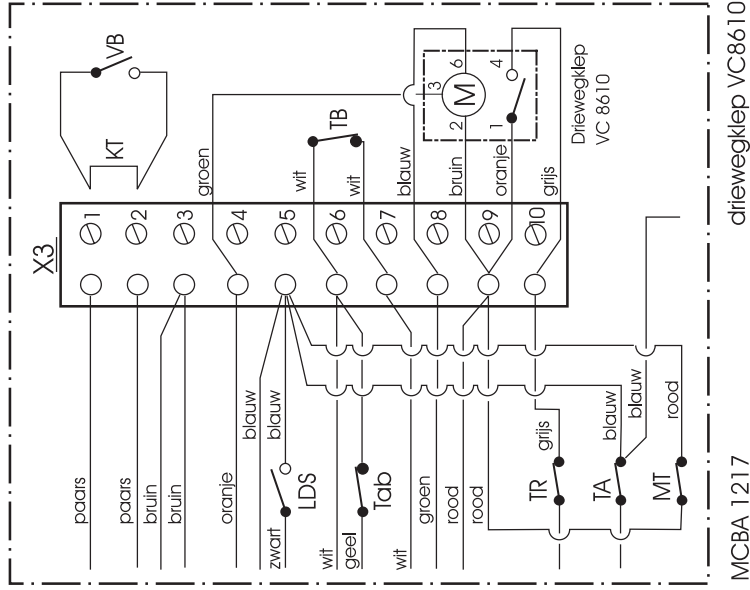 MCBA 1217
drieweg­klep VC8610
X3
1
2
3
4
5
6
7
8
9
10
VB
KT
groen
TB
wit
wit
blauw
bruin
oranje
grijs
3
6
M
2
4
1
Driewegklep
VC 8610
paars
paars
bruin
bruin
oranje
blauw
blauw
zwart
LDS
wit
geel
Tab
wit
groen
rood
rood
grijs
TR
blauw
TA
blauw
rood
MT